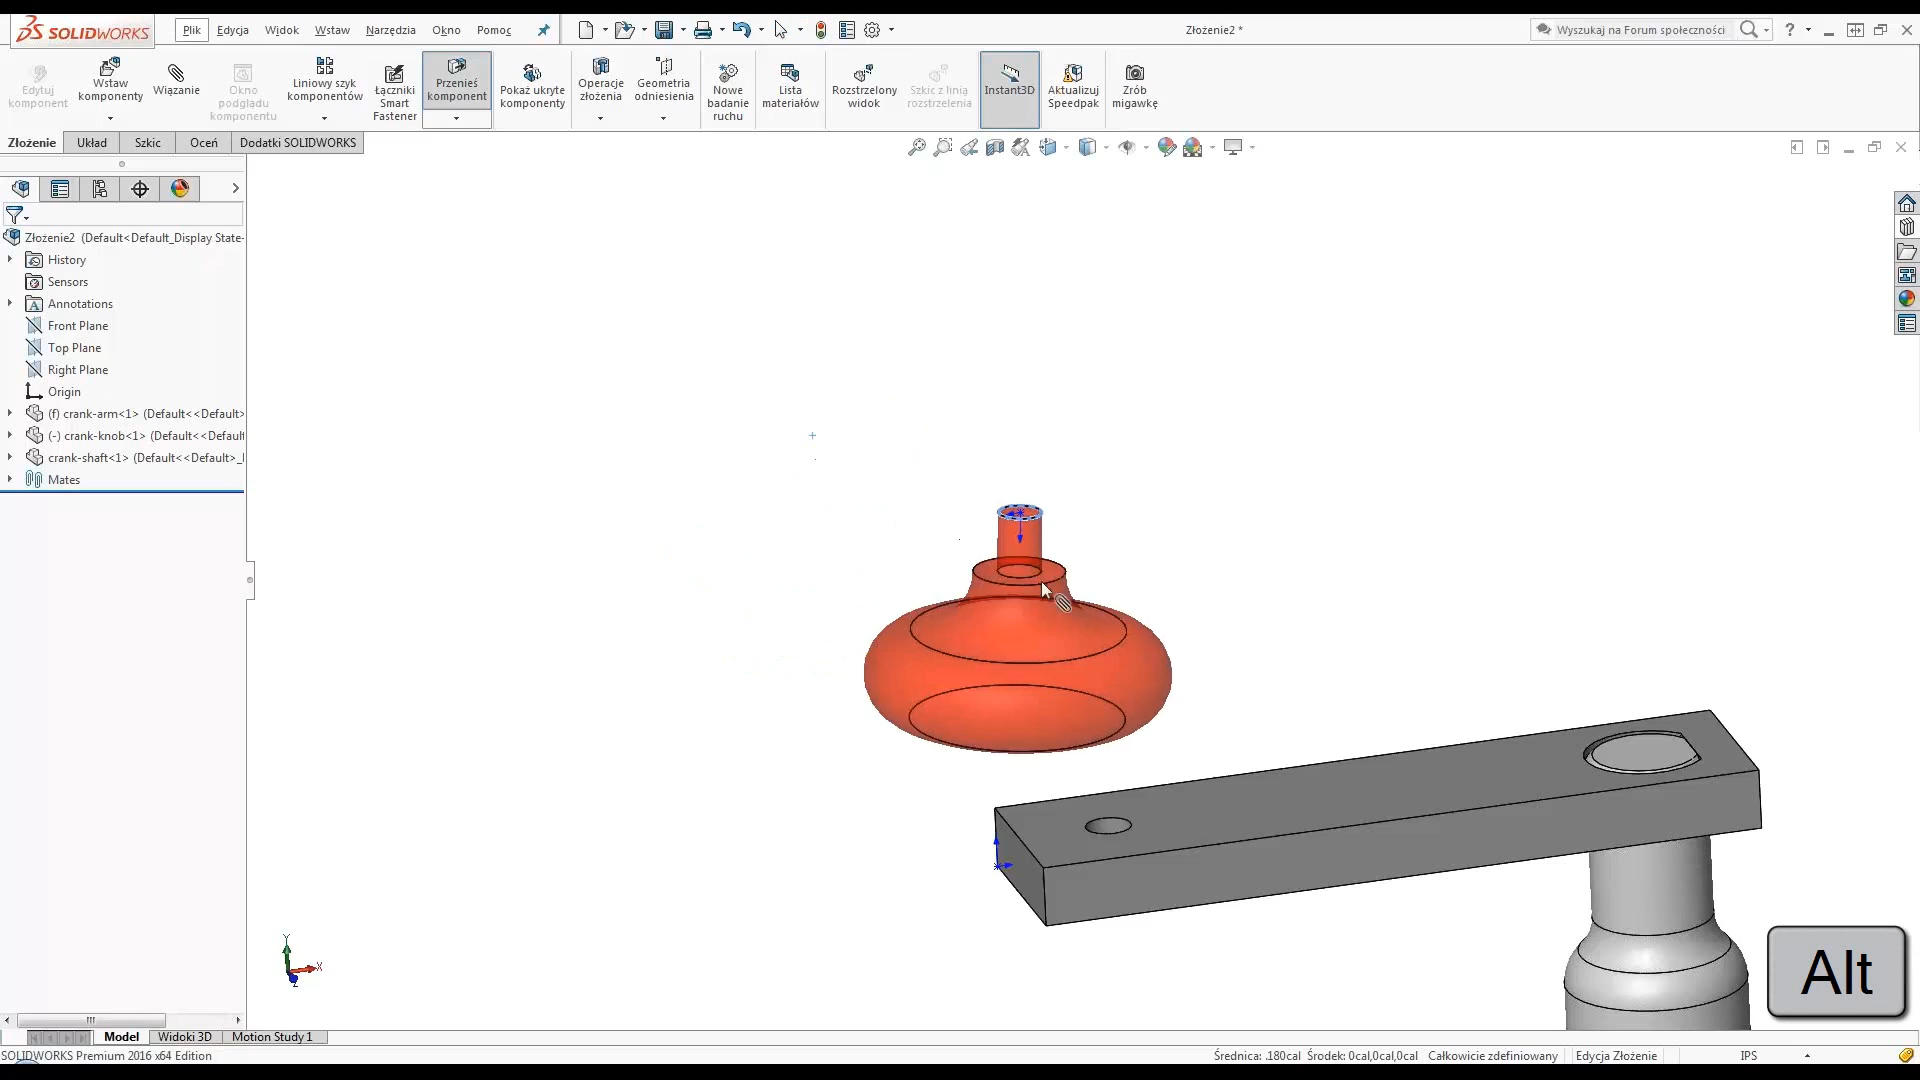 SOLIDWORKS
Plik Edycja Widok Wstaw Narzędzia Okno Pomoc
Złożenie2 *
Wyszukaj na Forum społeczności
Edytuj komponent
Wstaw komponenty
Wiązanie
Okno podglądu komponentu
Liniowy szyk komponentów
Łączniki Smart Fastener
Przenieś komponent
Pokaż ukryte komponenty
Operacje złożenia
Geometria odniesienia
Nowe badanie ruchu
Lista materiałów
Rozstrzelony widok
Szkic z linią rozstrzelenia
Instant3D
Aktualizuj Speedpak
Zrób migawkę
Złożenie Układ Szkic Oceń Dodatki SOLIDWORKS
Złożenie2 (Default<Default_Display State-
History
Sensors
Annotations
Front Plane
Top Plane
Right Plane
Origin
(f) crank-arm<1> (Default<<Default>
(-) crank-knob<1> (Default<<Default
crank-shaft<1> (Default<<Default>_
Mates
Y
X
Z
Alt
Model Widoki 3D Motion Study 1
SOLIDWORKS Premium 2016 x64 Edition
Średnica: .180cal Środek: 0cal,0cal,0cal Całkowicie zdefiniowany Edycja Złożenie IPS